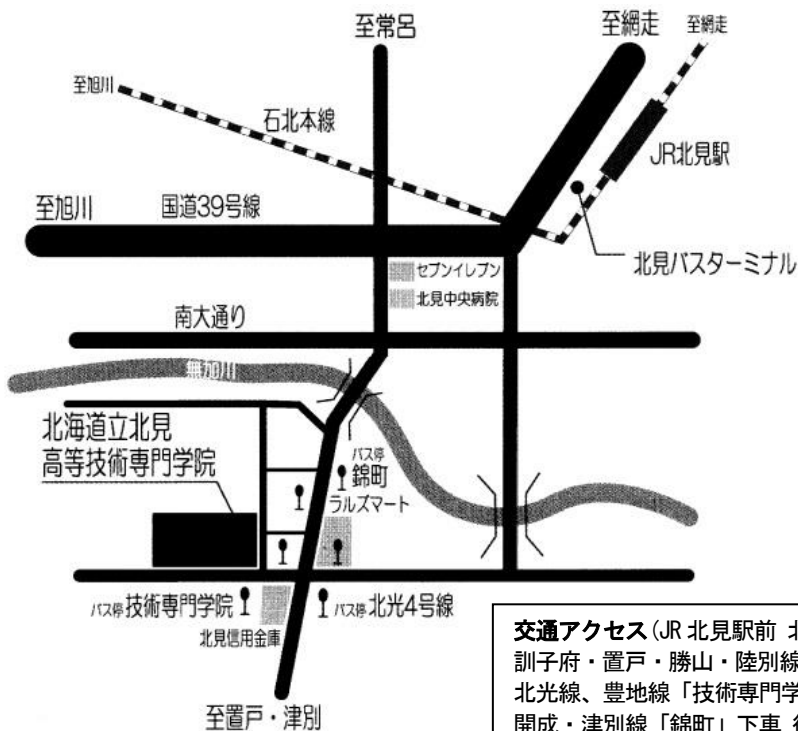 至常呂
至網走
至網走
至旭川
石北本線
JR北見駅
至旭川
国道39号線
北見バスターミナル
セブンイレブン
北見中央病院
南大通り
無加川
北海道立北見
高等技術専門学院
バス停
錦町
ラルズマート
バス停 技術専門学院
バス停 北光4号線
北見信用金庫
至置戸・津別
交通アクセス(JR 北見駅前 北
訓子府・置戸・勝山・陸別線
北光線、豊地線「技術専門学
開成・津別線「錦町」下車